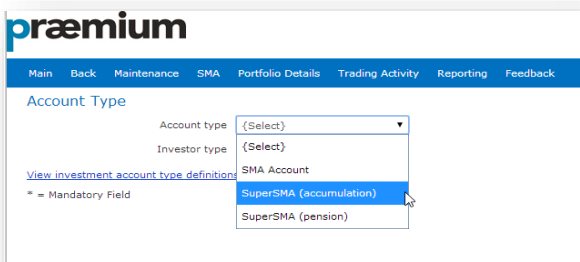 præmium
Main Back Maintenance SMA Portfolio Details Trading Activity Reporting Feedback
Account Type
Account type {Select}
Investor type {Select}
View investment account type definitions SMA Account
* = Mandatory Field SuperSMA (accumulation)
SuperSMA (pension)